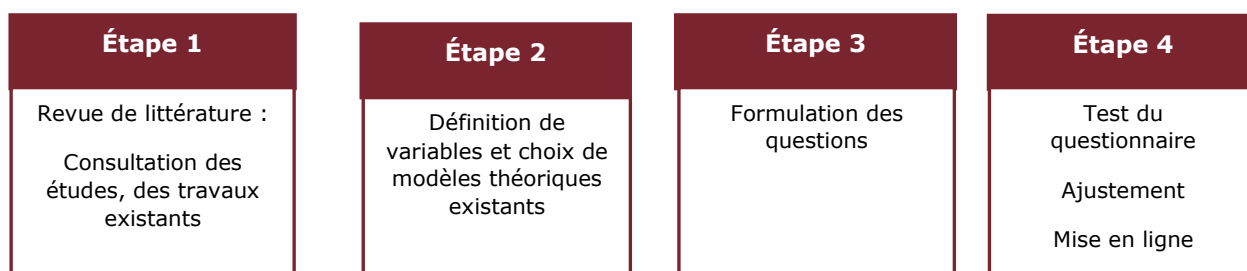 Étape 1
Revue de littérature :
Consultation des
études, des travaux
existants
Étape 2
Définition de
variables et choix de
modèles théoriques
existants
Étape 3
Formulation des
questions
Étape 4
Test du
questionnaire
Ajustement
Mise en ligne